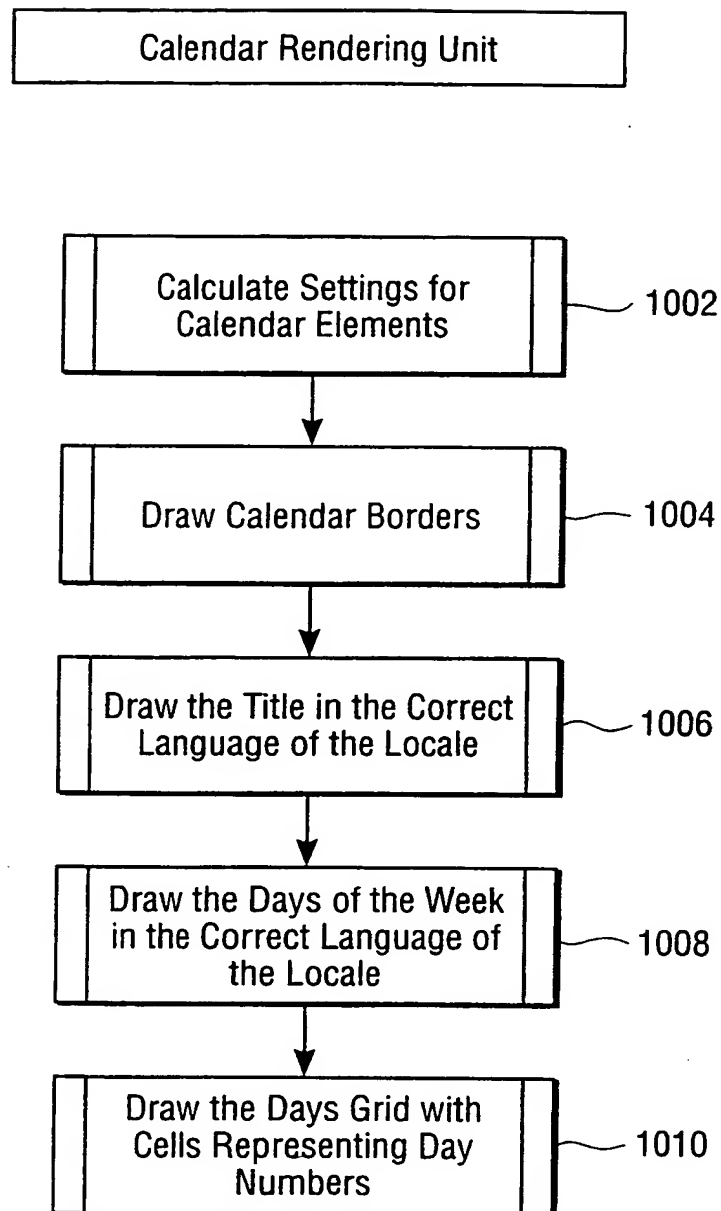 Calendar Rendering Unit
Calculate Settings for
Calendar Elements
1002
Draw Calendar Borders
1004
Draw the Title in the Correct
Language of the Locale
1006
Draw the Days of the Week
in the Correct Language of
the Locale
1008
Draw the Days Grid with
Cells Representing Day
Numbers
1010